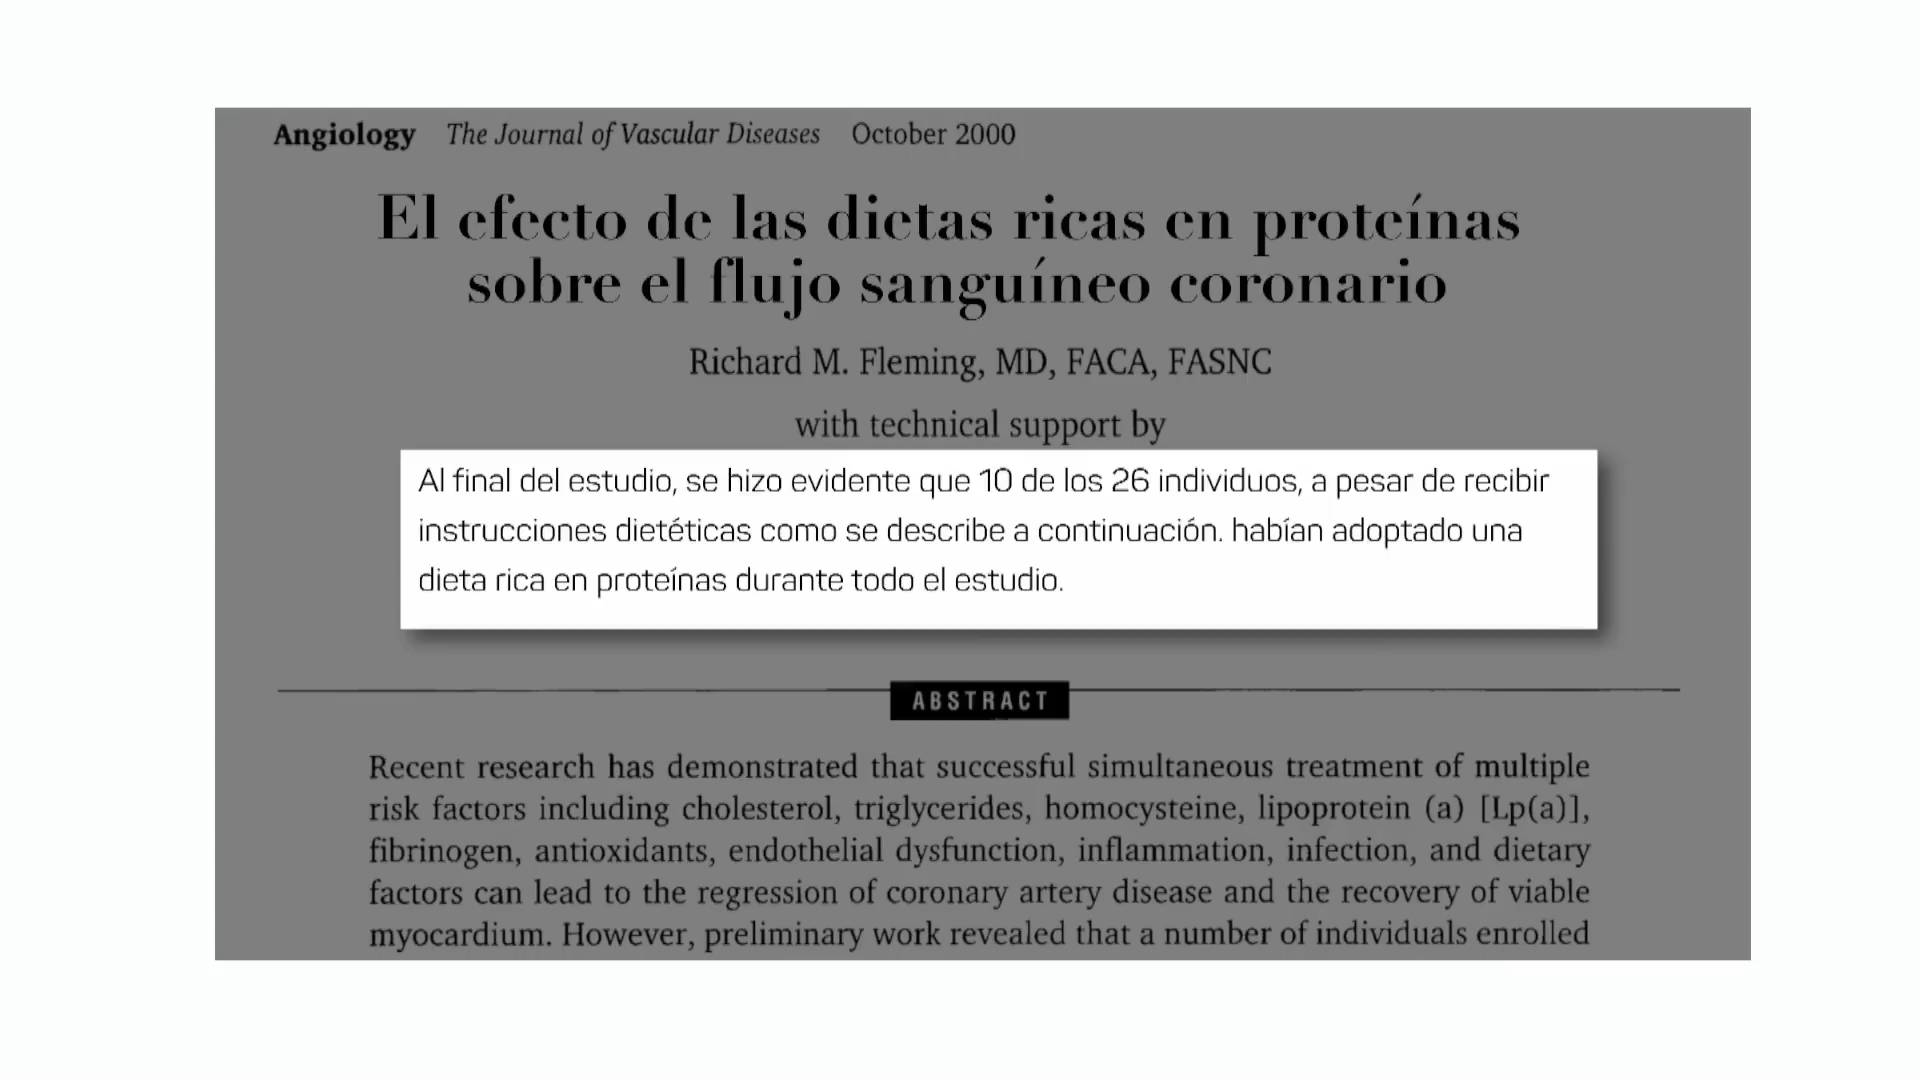 Angiology The Journal of Vascular Diseases October 2000
El efecto de las dietas ricas en proteínas
sobre el flujo sanguíneo coronario
Richard M. Fleming, MD, FACA, FASNC
with technical support by
Al final del estudio, se hizo evidente que 10 de los 26 individuos, a pesar de recibir
instrucciones dietéticas como se describe a continuación. habían adoptado una
dieta rica en proteínas durante todo el estudio.
ABSTRACT
Recent research has demonstrated that successful simultaneous treatment of multiple
risk factors including cholesterol, triglycerides, homocysteine, lipoprotein (a) [Lp(a)],
fibrinogen, antioxidants, endothelial dysfunction, inflammation, infection, and dietary
factors can lead to the regression of coronary artery disease and the recovery of viable
myocardium. However, preliminary work revealed that a number of individuals enrolled